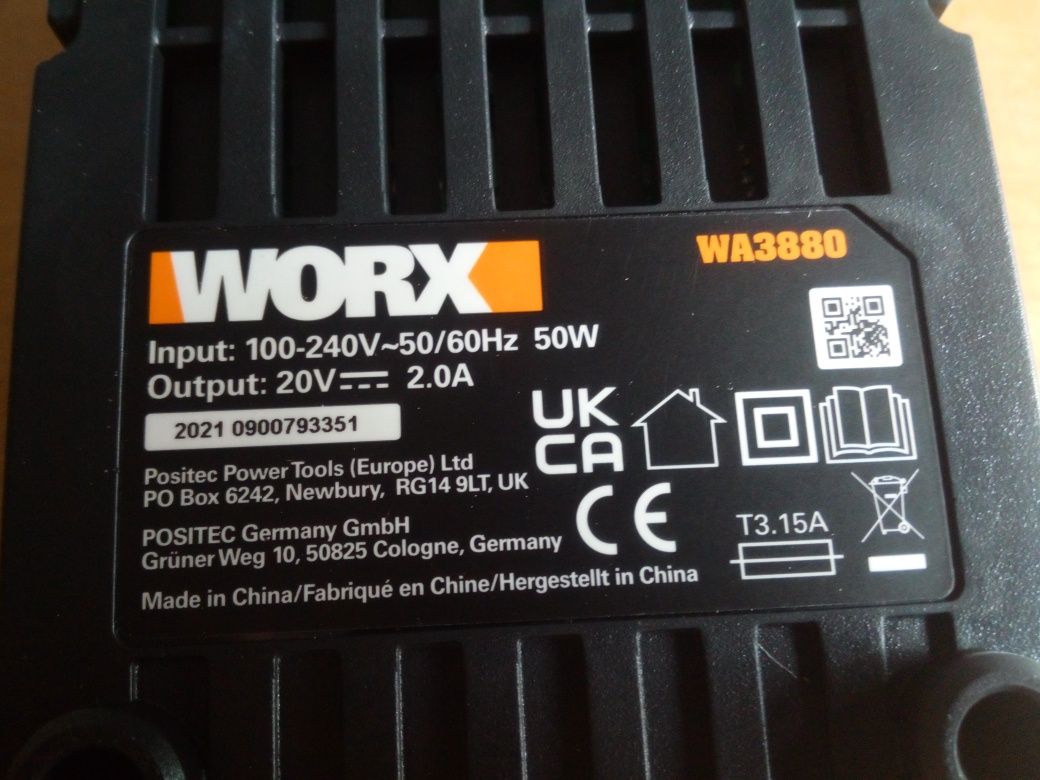 WORX
WA3880
Input: 100-240V~50/60Hz 50W
Output: 20V⎓ 2.0A
2021 0900793351
UK
CA
Positec Power Tools (Europe) Ltd
PO Box 6242, Newbury, RG14 9LT, UK
CE
POSITEC Germany GmbH
Grüner Weg 10, 50825 Cologne, Germany
T3.15A
Made in China/Fabriqué en Chine/Hergestellt in China